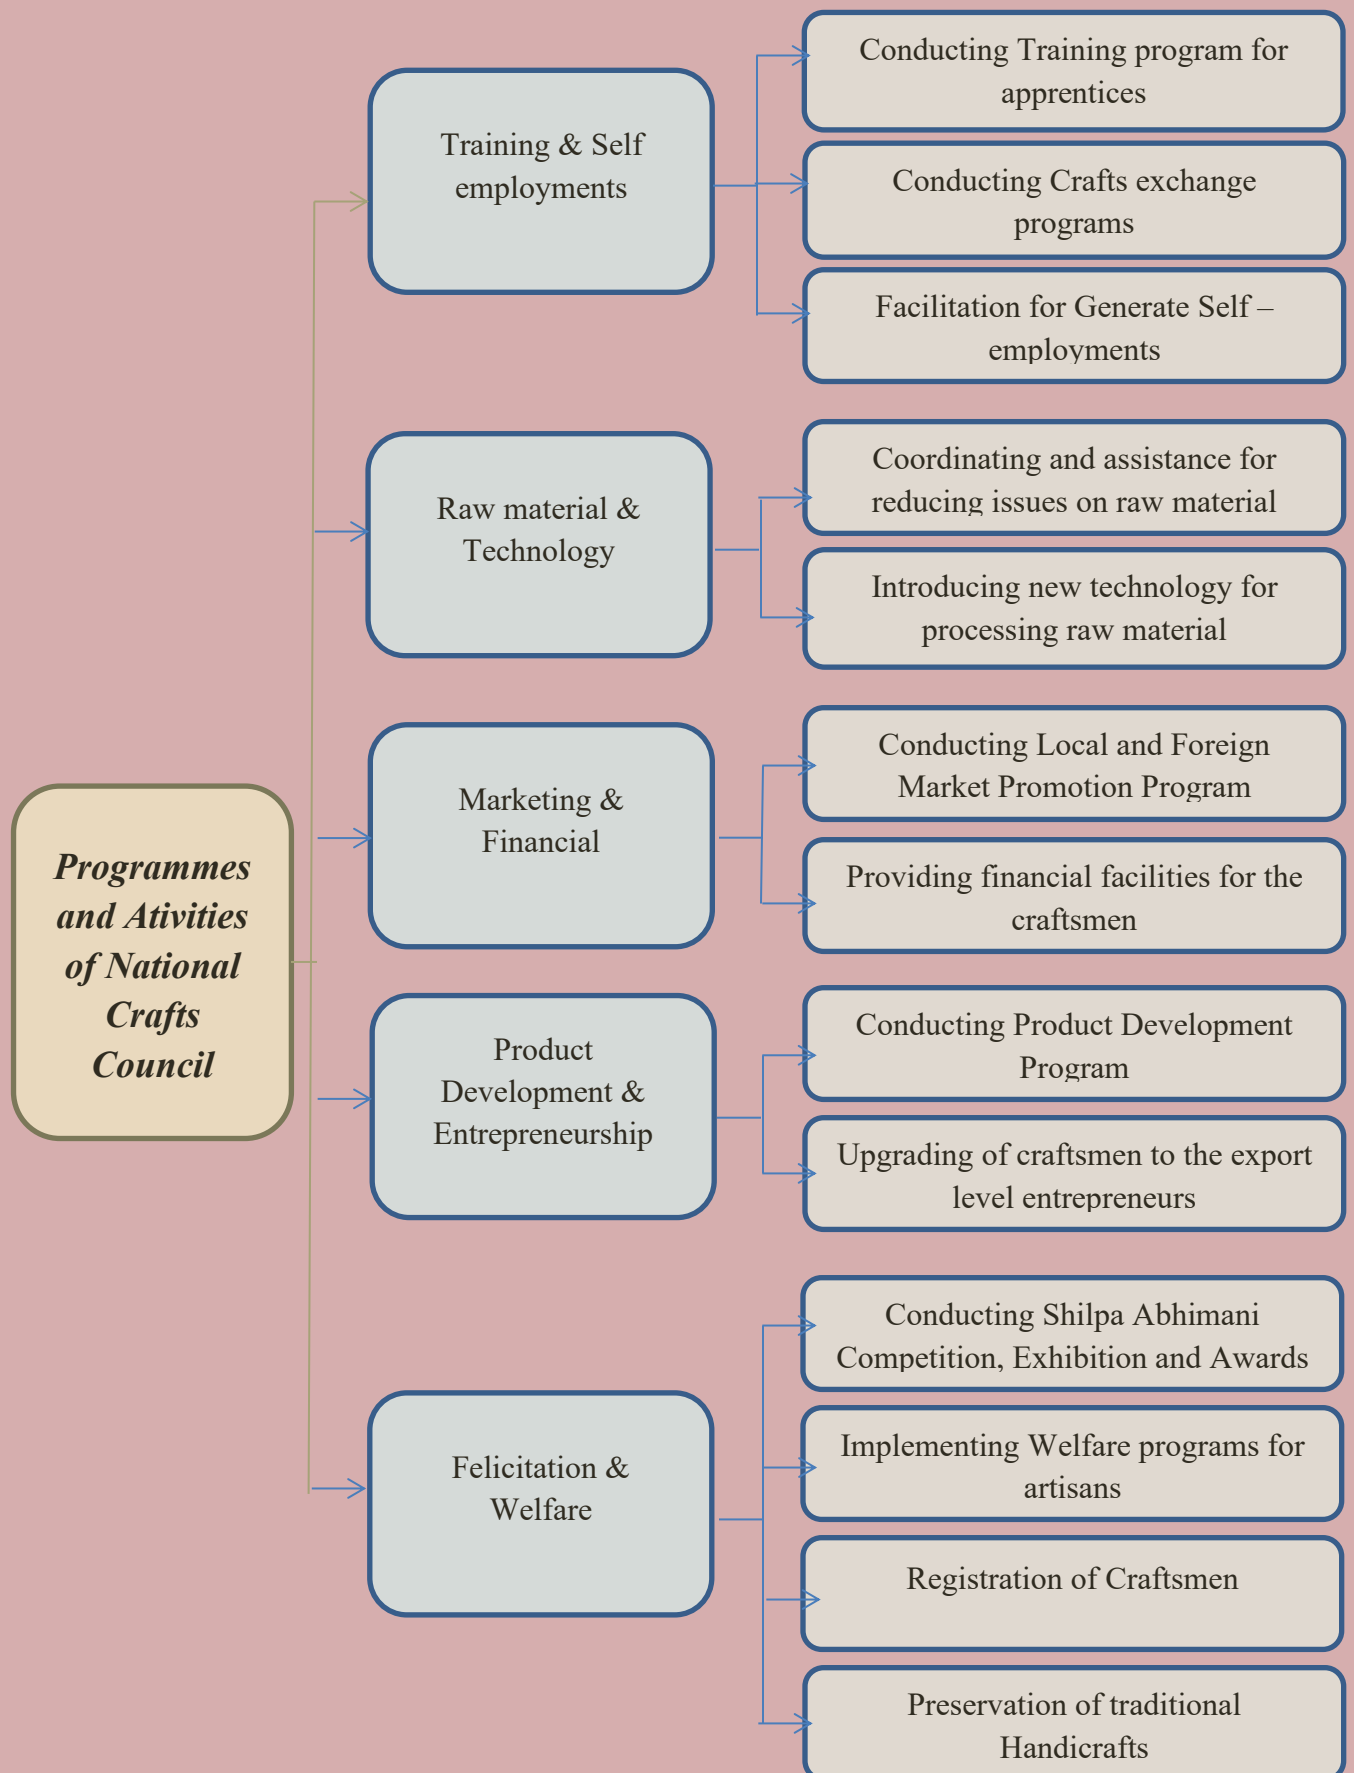 Programmes
and Ativities
of National
Crafts
Council
Training & Self
employments
Conducting Training program for
apprentices
Conducting Crafts exchange
programs
Facilitation for Generate Self –
employments
Raw material &
Technology
Coordinating and assistance for
reducing issues on raw material
Introducing new technology for
processing raw material
Marketing &
Financial
Conducting Local and Foreign
Market Promotion Program
Providing financial facilities for the
craftsmen
Product
Development &
Entrepreneurship
Conducting Product Development
Program
Upgrading of craftsmen to the export
level entrepreneurs
Felicitation &
Welfare
Conducting Shilpa Abhimani
Competition, Exhibition and Awards
Implementing Welfare programs for
artisans
Registration of Craftsmen
Preservation of traditional
Handicrafts